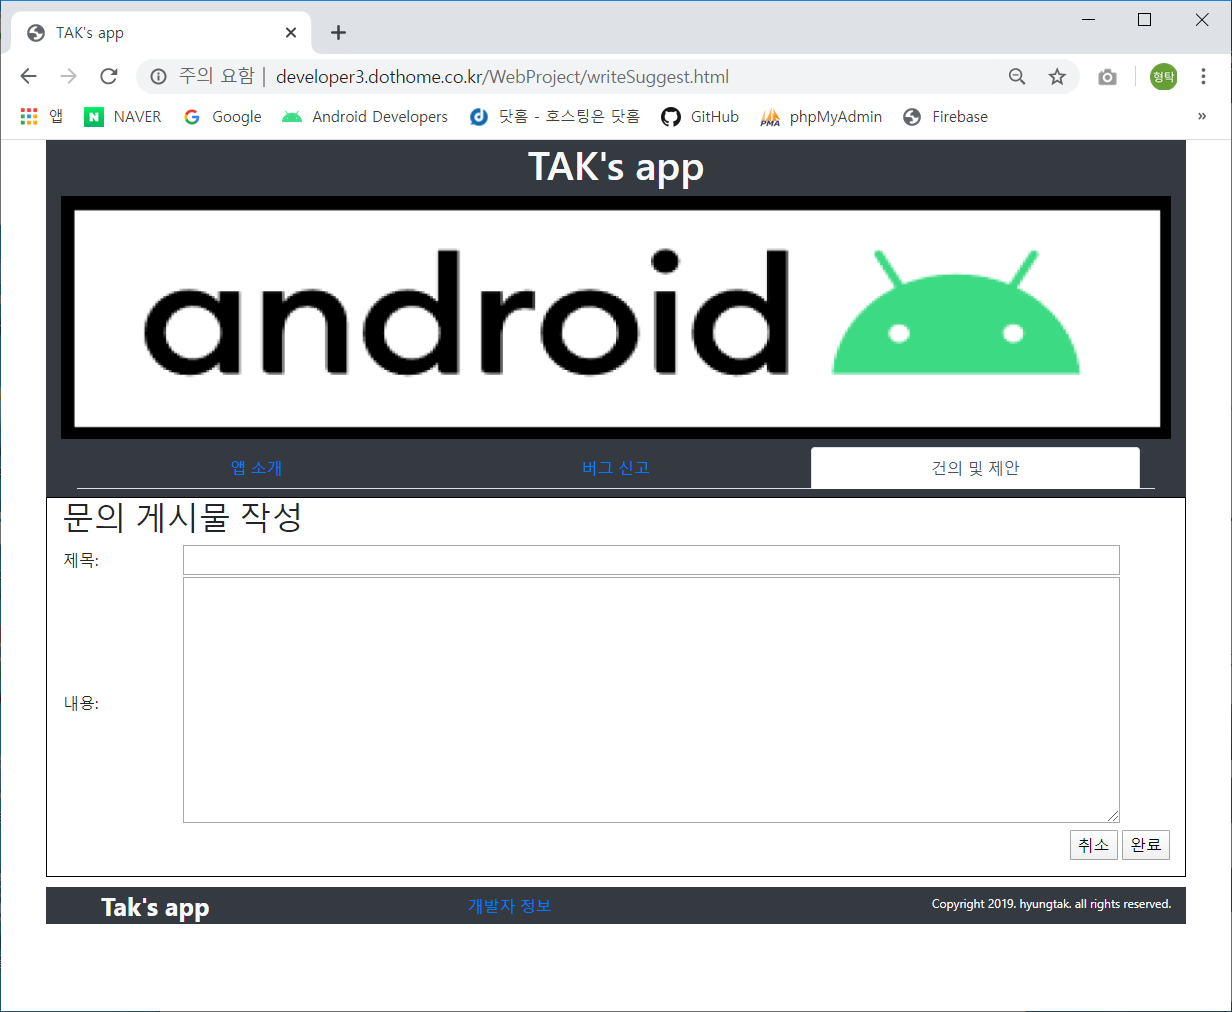 TAK's app
주의 요함 | developer3.dothome.co.kr/WebProject/writeSuggest.html
형탁
앱 NAVER Google Android Developers 닷홈 - 호스팅은 닷홈 GitHub PMA phpMyAdmin Firebase »
TAK's app
android
앱 소개 버그 신고 건의 및 제안
문의 게시물 작성
제목:
내용:
취소 완료
Tak's app 개발자 정보 Copyright 2019. hyungtak. all rights reserved.